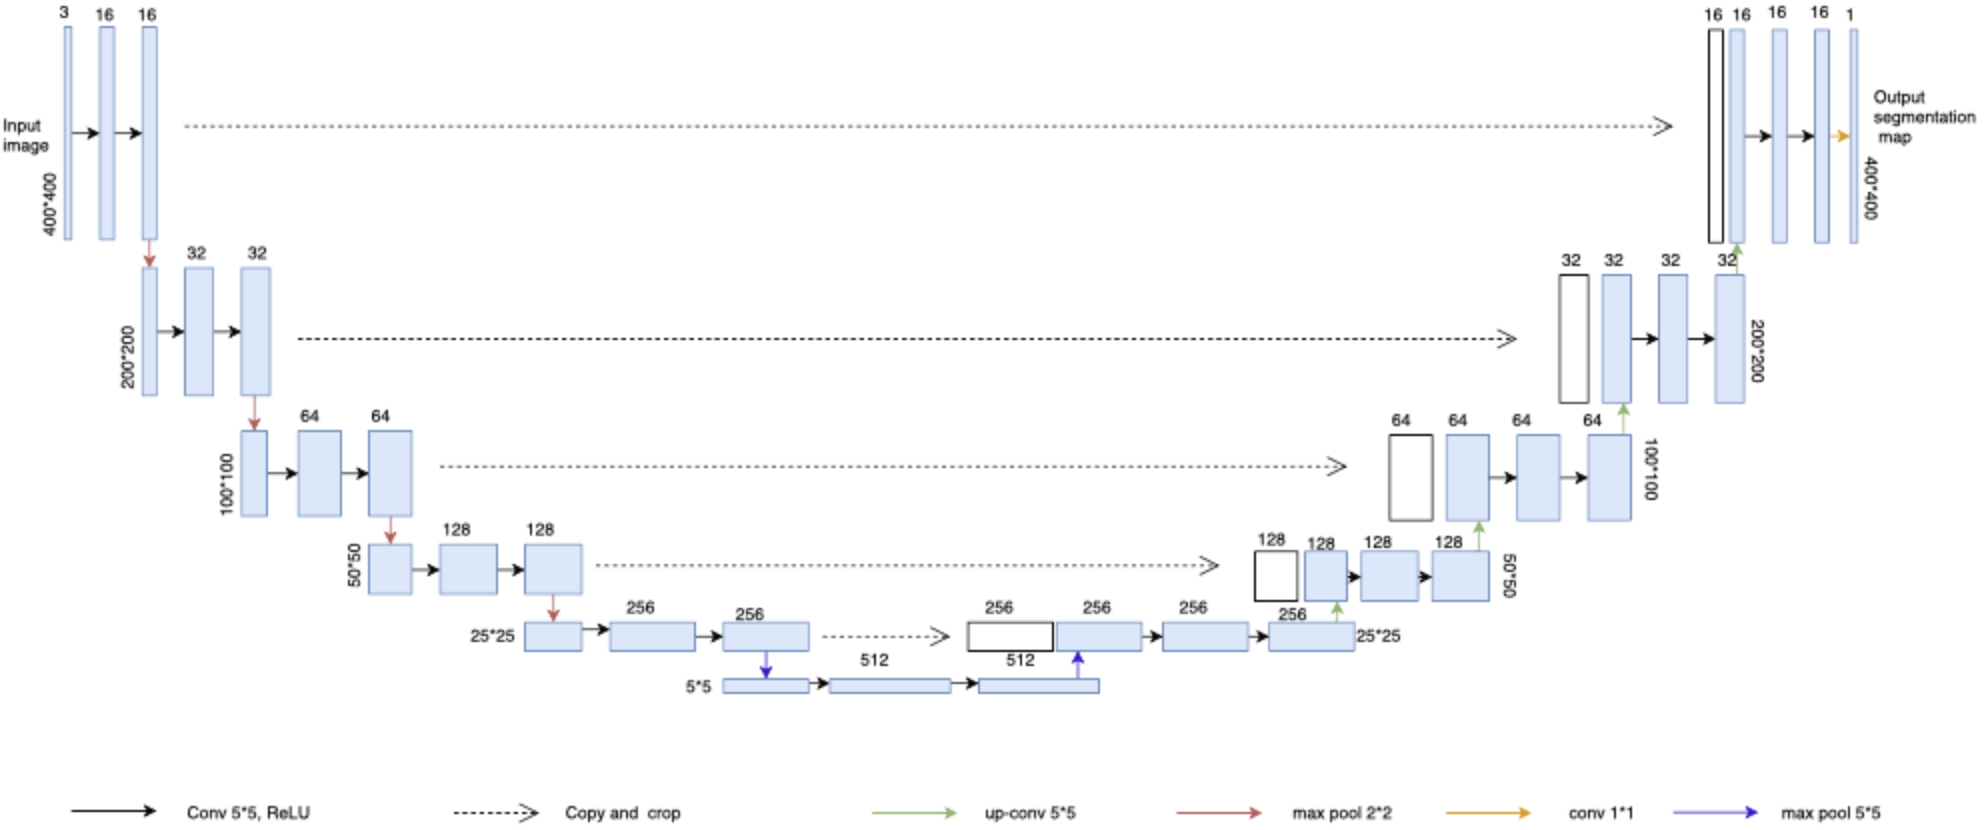 3 16 16
16 16 16 16 1
Input
image
400*400
Output
segmentation
map
400*400
32 32
200*200
32 32 32 32
200*200
64 64
100*100
64 64 64 64
100*100
128 128
50*50
128 128 128 128
50*50
256 256
25*25
256 256 256 256
25*25
512 512
5*5
Conv 5*5, ReLU
Copy and crop
up-conv 5*5
max pool 2*2
conv 1*1
max pool 5*5